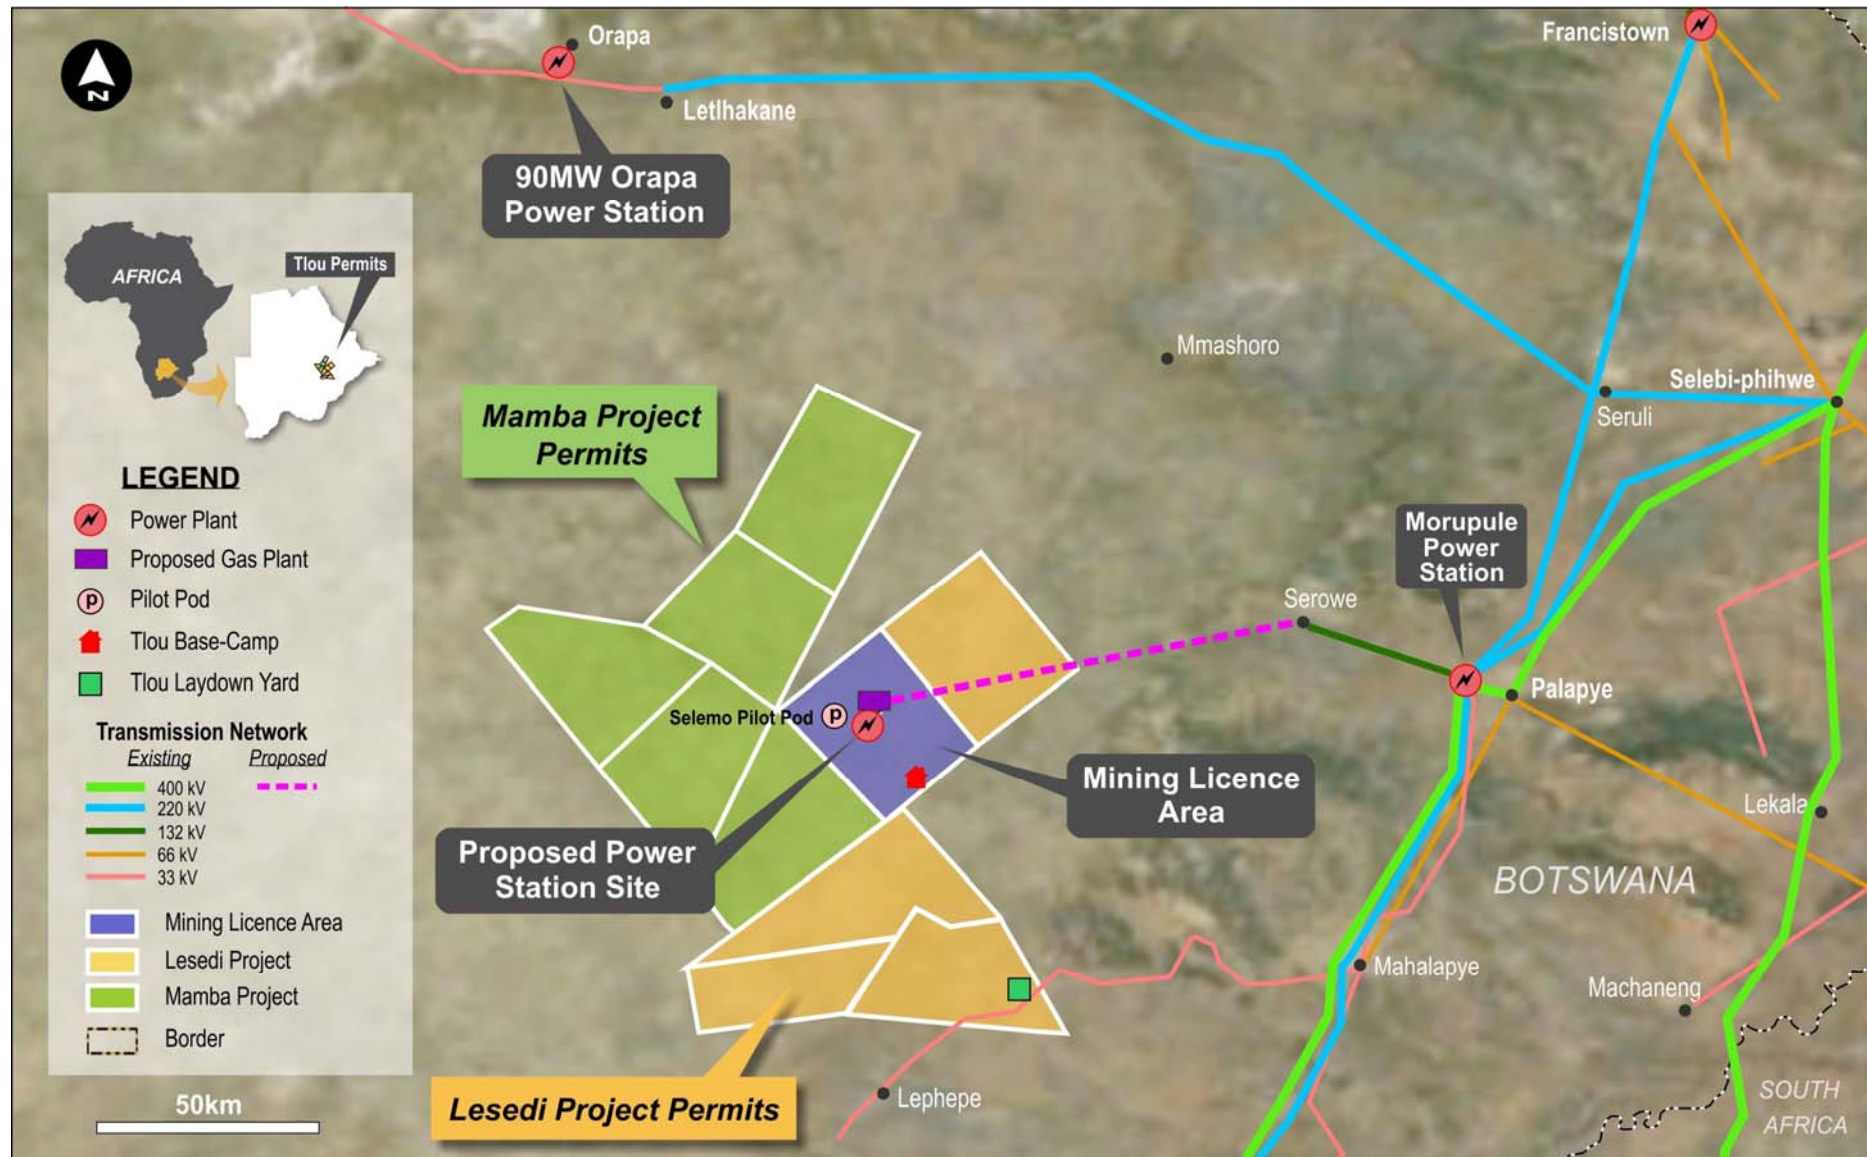 Orapa
Francistown
Letlhakane
90MW Orapa
Power Station
N
AFRICA
Tlou Permits
Mmashoro
Selebi-phihwe
Seruli
Mamba Project
Permits
LEGEND
Power Plant
Proposed Gas Plant
P
Pilot Pod
Tlou Base-Camp
Tlou Laydown Yard
Transmission Network
Existing
Proposed
400 kV
220 kV
132 kV
66 kV
33 kV
Mining Licence Area
Lesedi Project
Mamba Project
Border
50km
Morupule
Power
Station
Serowe
Palapye
Selemo Pilot Pod
P
Mining Licence
Area
Lekala
Proposed Power
Station Site
BOTSWANA
Mahalapye
Machaneng
Lesedi Project Permits
Lephepe
SOUTH
AFRICA